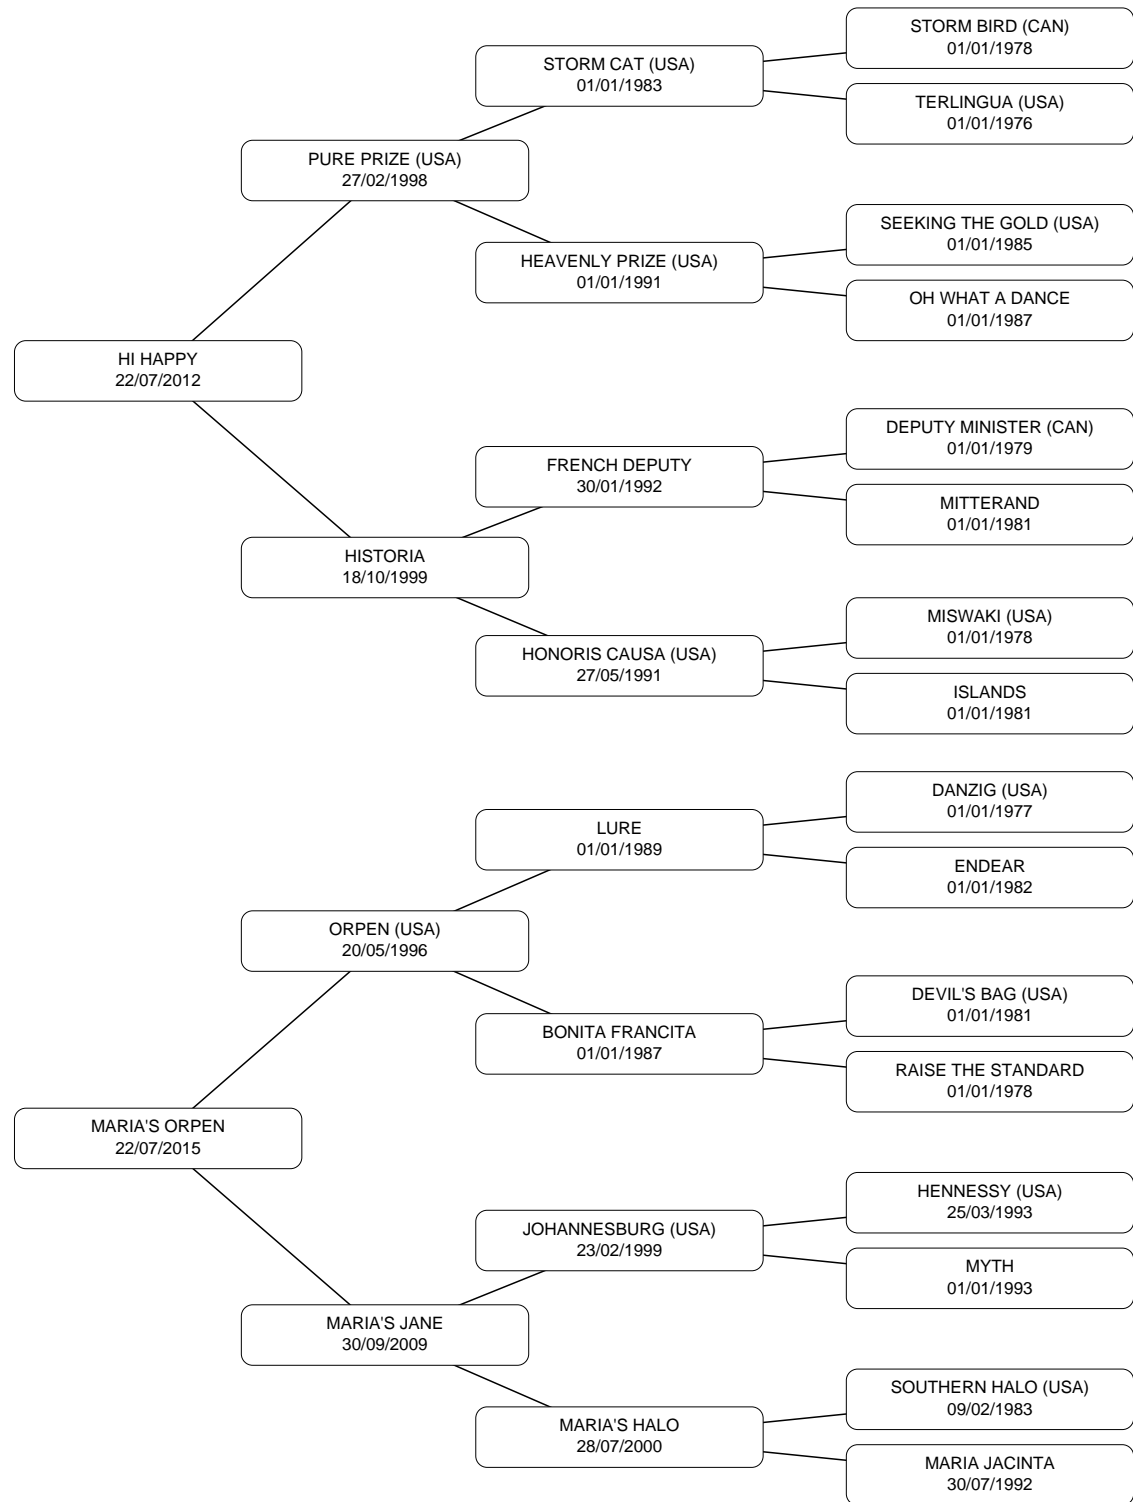 STORM BIRD (CAN)
01/01/1978
STORM CAT (USA)
01/01/1983
TERLINGUA (USA)
01/01/1976
PURE PRIZE (USA)
27/02/1998
SEEKING THE GOLD (USA)
01/01/1985
HEAVENLY PRIZE (USA)
01/01/1991
OH WHAT A DANCE
01/01/1987
HI HAPPY
22/07/2012
DEPUTY MINISTER (CAN)
01/01/1979
FRENCH DEPUTY
30/01/1992
MITTERAND
01/01/1981
HISTORIA
18/10/1999
MISWAKI (USA)
01/01/1978
HONORIS CAUSA (USA)
27/05/1991
ISLANDS
01/01/1981
DANZIG (USA)
01/01/1977
LURE
01/01/1989
ENDEAR
01/01/1982
ORPEN (USA)
20/05/1996
DEVIL'S BAG (USA)
01/01/1981
BONITA FRANCITA
01/01/1987
RAISE THE STANDARD
01/01/1978
MARIA'S ORPEN
22/07/2015
HENNESSY (USA)
25/03/1993
JOHANNESBURG (USA)
23/02/1999
MYTH
01/01/1993
MARIA'S JANE
30/09/2009
SOUTHERN HALO (USA)
09/02/1983
MARIA'S HALO
28/07/2000
MARIA JACINTA
30/07/1992